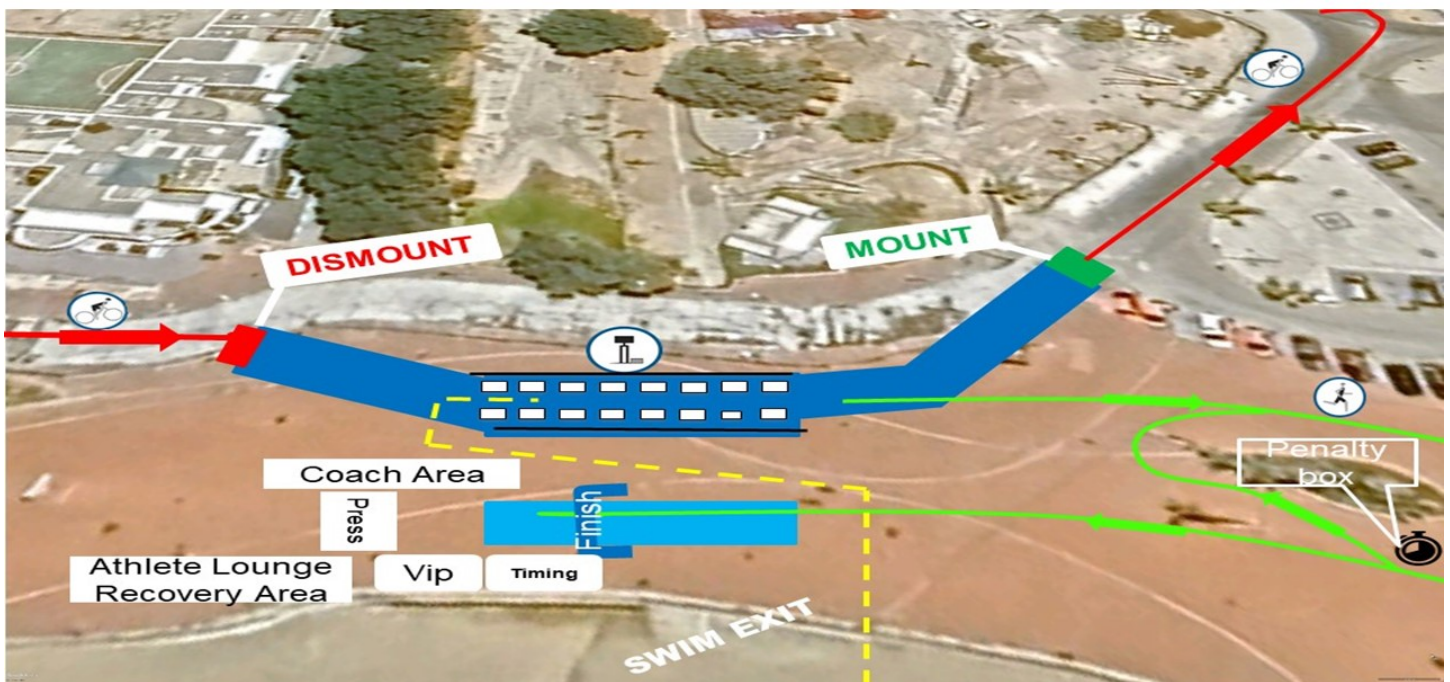 DISMOUNT
MOUNT
Coach Area
Press
Finish
Penalty
box
Athlete Lounge
Recovery Area
Vip
Timing
SWIM EXIT